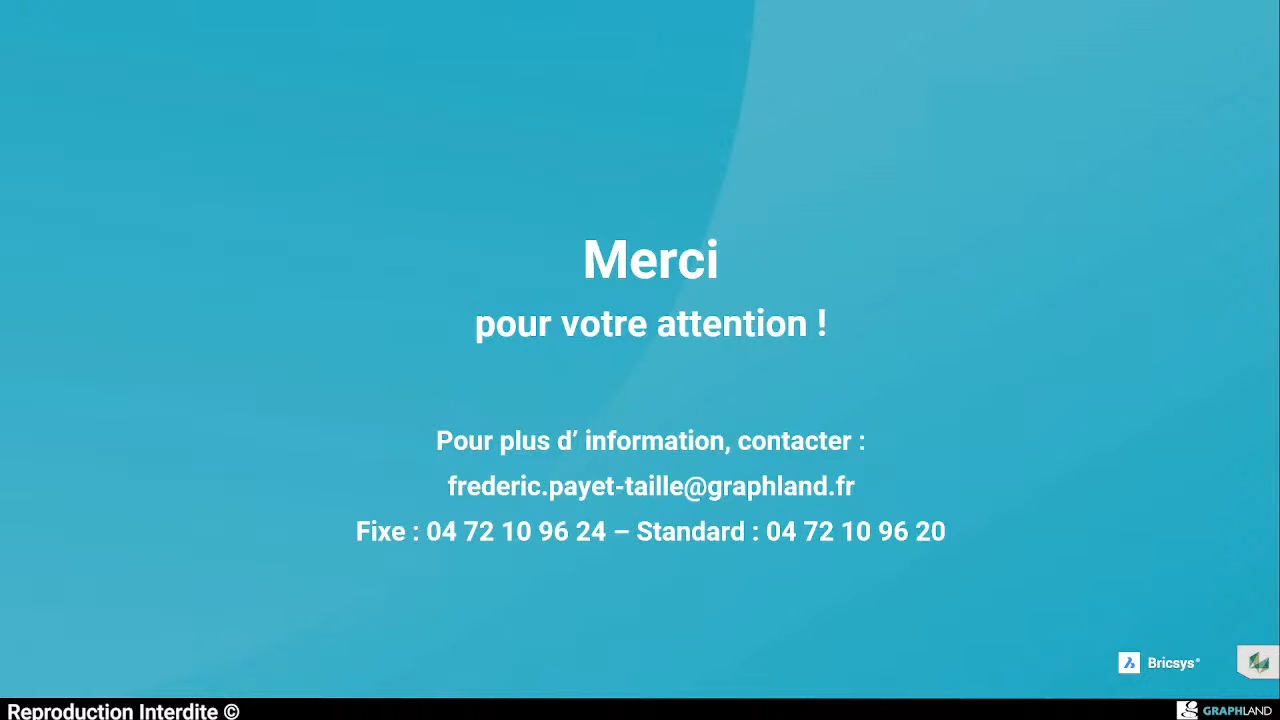 Merci
pour votre attention !
Pour plus d’ information, contacter :
frederic.payet-taille@graphland.fr
Fixe : 04 72 10 96 24 – Standard : 04 72 10 96 20
Bricsys®
Reproduction Interdite ©
GRAPHLAND